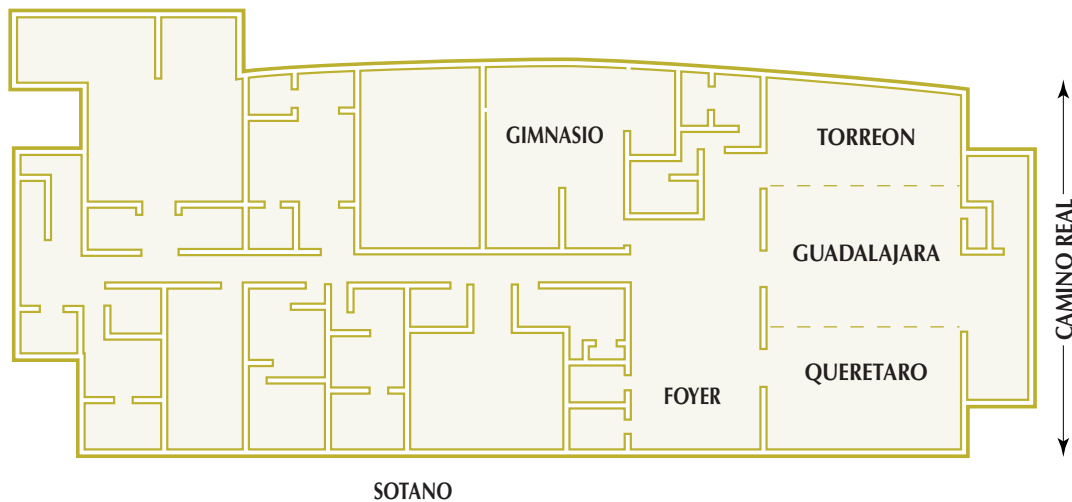 GIMNASIO
TORREON
GUADALAJARA
QUERETARO
FOYER
CAMINO REAL
SOTANO